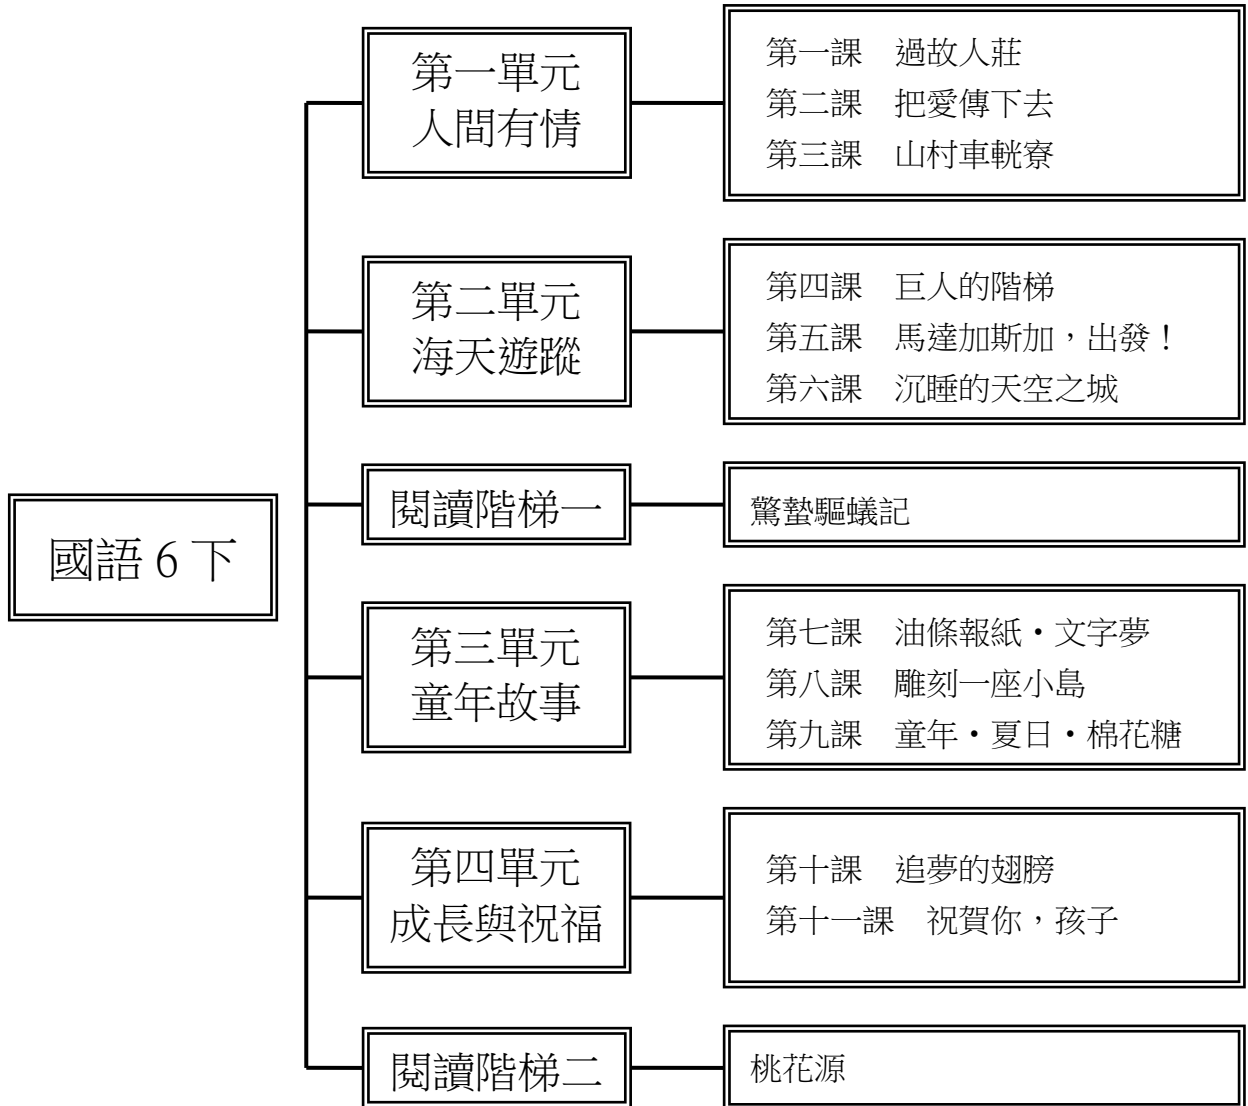 國語 6 下
第一單元
人間有情
第一課　過故人莊
第二課　把愛傳下去
第三課　山村車輄寮
第二單元
海天遊蹤
第四課　巨人的階梯
第五課　馬達加斯加，出發！
第六課　沉睡的天空之城
閱讀階梯一
驚蟄驅蟻記
第三單元
童年故事
第七課　油條報紙・文字夢
第八課　雕刻一座小島
第九課　童年・夏日・棉花糖
第四單元
成長與祝福
第十課　追夢的翅膀
第十一課　祝賀你，孩子
閱讀階梯二
桃花源